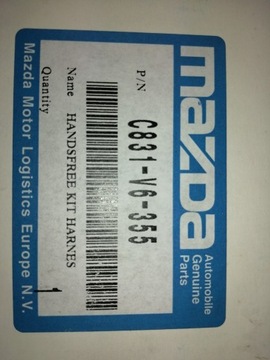 mazda
Automobile
Genuine
Parts
P/N C831-V6-355
Name HANDSFREE KIT HARNES
Quantity 1
Mazda Motor Logistics Europe N.V.